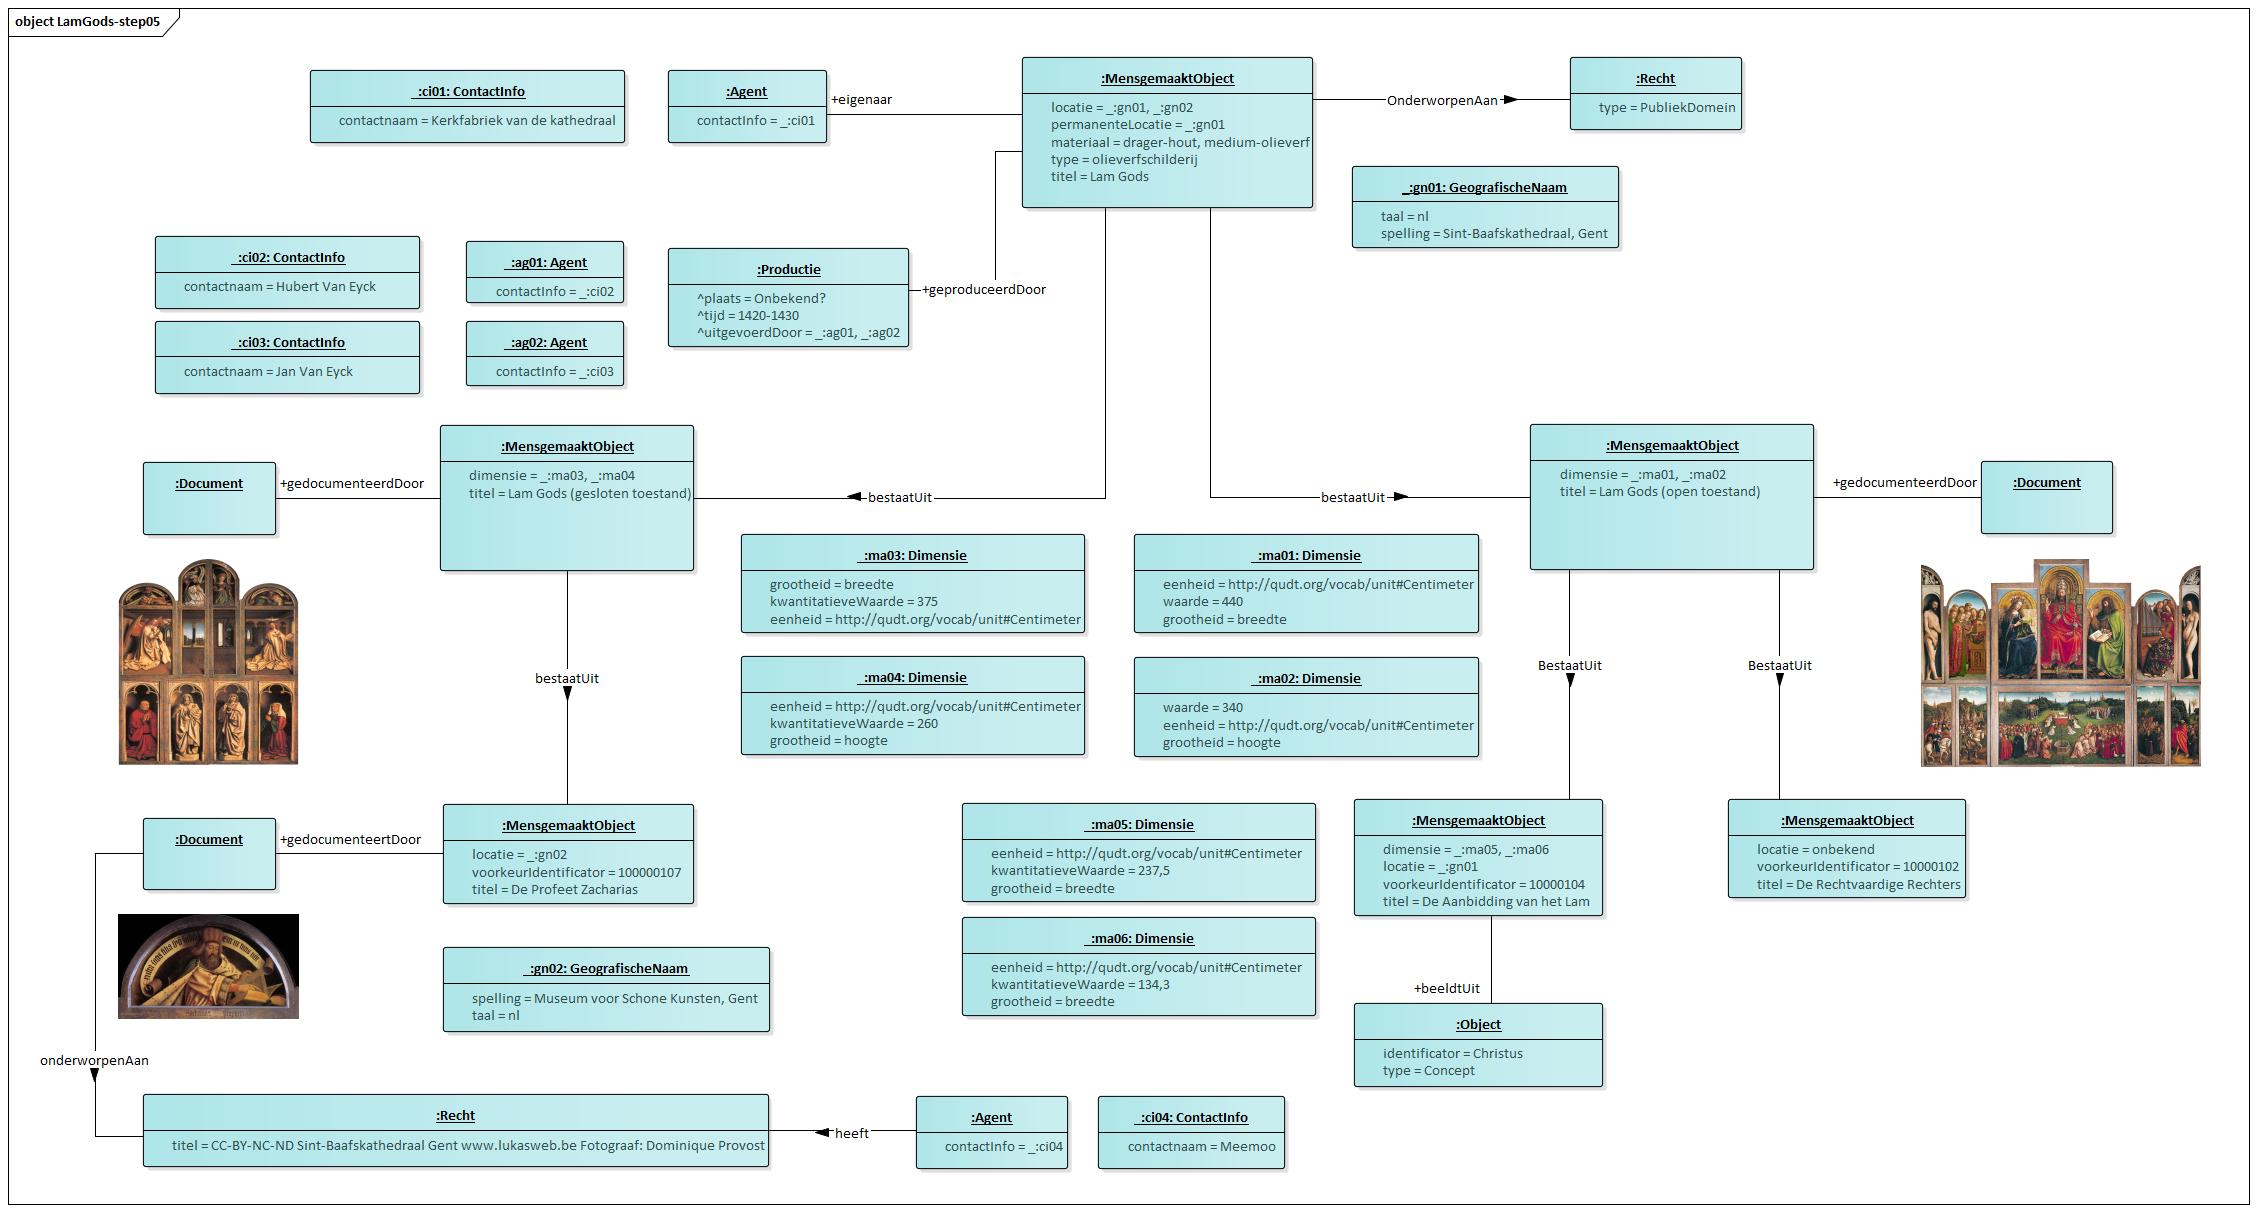 object LamGods-step05
_:ci01: ContactInfo
contactnaam = Kerkfabriek van de kathedraal
:Agent
contactInfo = _:ci01
+eigenaar
:MensgemaaktObject
locatie = _:gn01, _:gn02
permanenteLocatie = _:gn01
materiaal = drager-hout, medium-olieverf
type = olieverfschilderij
titel = Lam Gods
OnderworpenAan
:Recht
type = PubliekDomein
_:gn01: GeografischeNaam
taal = nl
spelling = Sint-Baafskathedraal, Gent
_:ci02: ContactInfo
contactnaam = Hubert Van Eyck
_:ag01: Agent
contactInfo = _:ci02
:Productie
^plaats = Onbekend?
^tijd = 1420-1430
^uitgevoerdDoor = _:ag01, _:ag02
+geproduceerdDoor
_:ci03: ContactInfo
contactnaam = Jan Van Eyck
_:ag02: Agent
contactInfo = _:ci03
:Document
+gedocumenteerdDoor
:MensgemaaktObject
dimensie = _:ma03, _:ma04
titel = Lam Gods (gesloten toestand)
bestaatUit
bestaatUit
:MensgemaaktObject
dimensie = _:ma01, _:ma02
titel = Lam Gods (open toestand)
+gedocumenteerdDoor
:Document
_:ma03: Dimensie
grootheid = breedte
kwantitatieveWaarde = 375
eenheid = http://qudt.org/vocab/unit#Centimeter
_:ma01: Dimensie
eenheid = http://qudt.org/vocab/unit#Centimeter
waarde = 440
grootheid = breedte
bestaatUit
_:ma04: Dimensie
eenheid = http://qudt.org/vocab/unit#Centimeter
kwantitatieveWaarde = 260
grootheid = hoogte
_:ma02: Dimensie
waarde = 340
eenheid = http://qudt.org/vocab/unit#Centimeter
grootheid = hoogte
BestaatUit
BestaatUit
:Document
+gedocumenteertDoor
:MensgemaaktObject
locatie = _:gn02
voorkeurIdentificator = 100000107
titel = De Profeet Zacharias
_:ma05: Dimensie
eenheid = http://qudt.org/vocab/unit#Centimeter
kwantitatieveWaarde = 237,5
grootheid = breedte
:MensgemaaktObject
dimensie = _:ma05, _:ma06
locatie = _:gn01
voorkeurIdentificator = 10000104
titel = De Aanbidding van het Lam
:MensgemaaktObject
locatie = onbekend
voorkeurIdentificator = 10000102
titel = De Rechtvaardige Rechters
_:gn02: GeografischeNaam
spelling = Museum voor Schone Kunsten, Gent
taal = nl
_:ma06: Dimensie
eenheid = http://qudt.org/vocab/unit#Centimeter
kwantitatieveWaarde = 134,3
grootheid = breedte
+beeldtUit
:Object
identificator = Christus
type = Concept
onderworpenAan
:Recht
titel = CC-BY-NC-ND Sint-Baafskathedraal Gent www.lukasweb.be Fotograaf: Dominique Provost
heeft
:Agent
contactInfo = _:ci04
_:ci04: ContactInfo
contactnaam = Meemoo